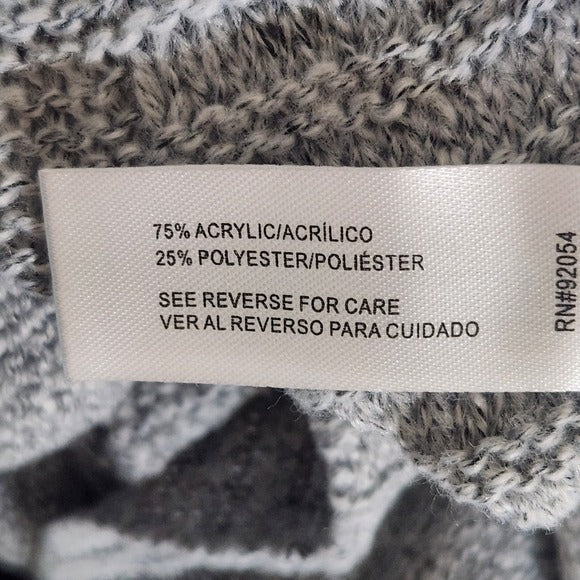 75% ACRYLIC/ACRÍLICO
25% POLYESTER/POLIÉSTER
SEE REVERSE FOR CARE
VER AL REVERSO PARA CUIDADO
RN#92054